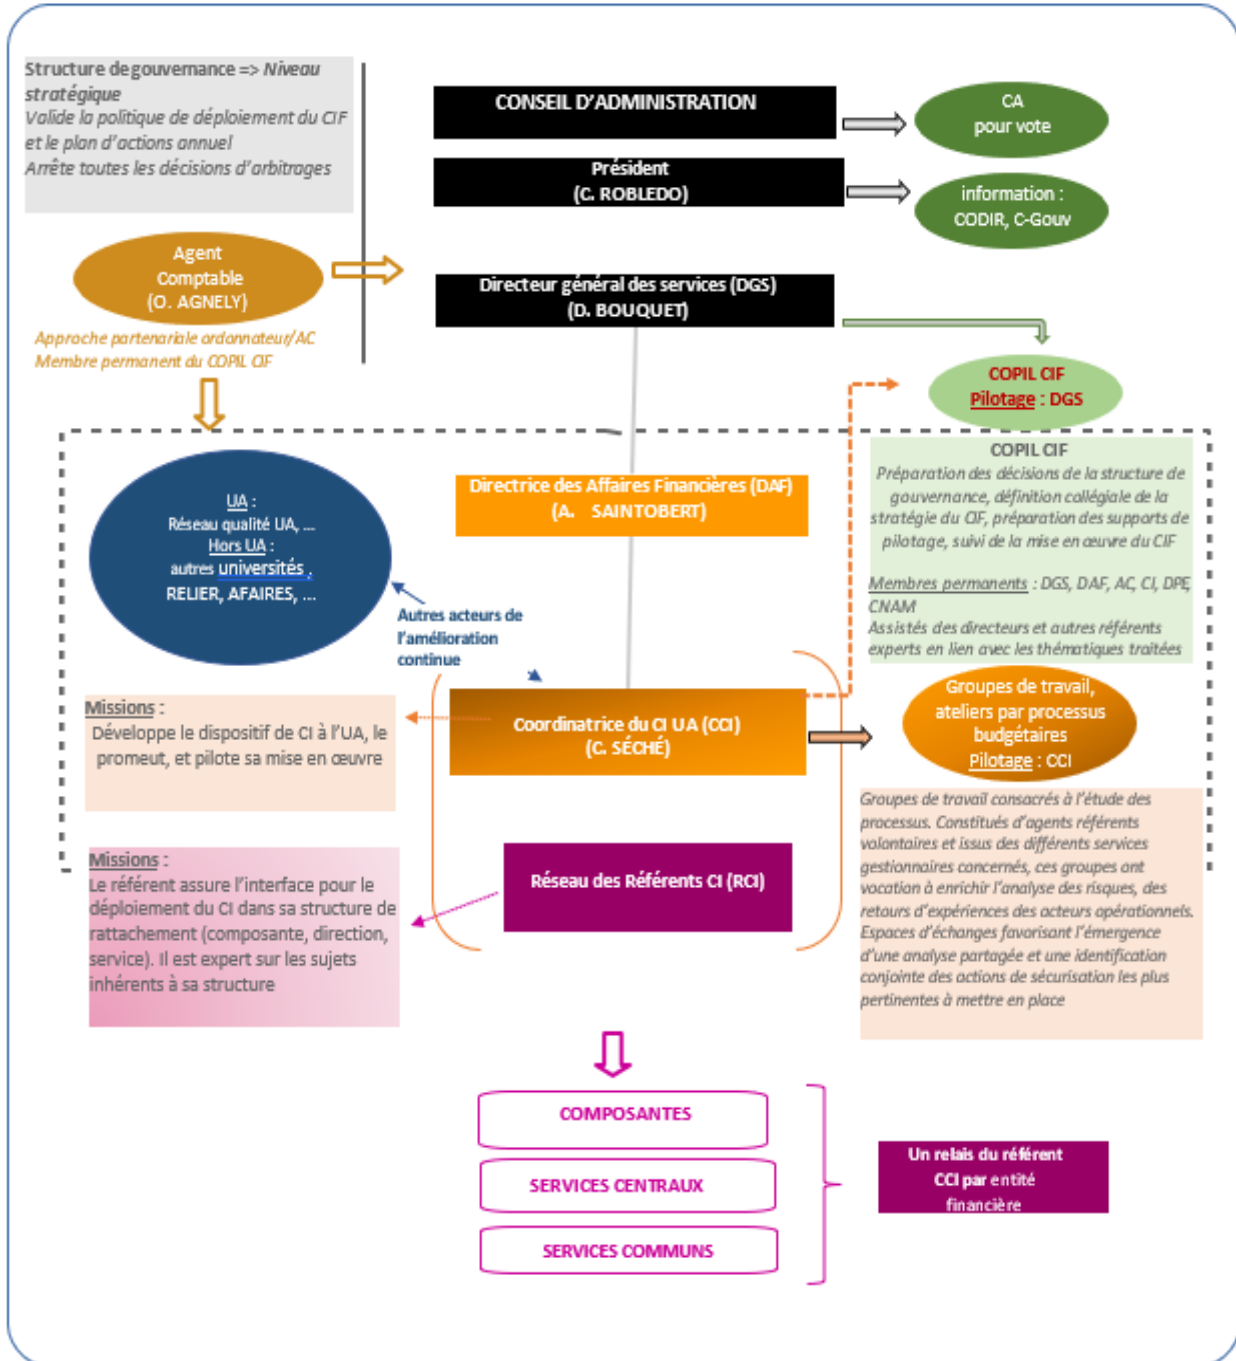 Structure de gouvernance => Niveau
stratégique
Valide la politique de déploiement du CIF
et le plan d'actions annuel
Arrête toutes les décisions d'arbitrages
CONSEIL D'ADMINISTRATION
CA
pour vote
Président
(C. ROBLEDO)
information :
CODIR, C-Gouv
Agent
Comptable
(O. AGNELY)
Directeur général des services (DGS)
(D. BOUQUET)
Approche partenariale ordonnateur/AC
Membre permanent du COPIL CIF
COPIL CIF
Pilotage : DGS
COPIL CIF
Préparation des décisions de la structure de
gouvernance, définition collégiale de la
stratégie du CIF, préparation des supports de
pilotage, suivi de la mise en œuvre du CIF
Membres permanents : DGS, DAF, AC, CI, DPE,
CNAM
Assistés des directeurs et autres référents
experts en lien avec les thématiques traitées
Directrice des Affaires Financières (DAF)
(A. SAINTOBERT)
UA :
Réseau qualité UA, ...
Hors UA :
autres universités ,
RELIER, AFAIRES, ...
Autres acteurs de
l'amélioration
continue
Missions :
Développe le dispositif de CI à l'UA, le
promeut, et pilote sa mise en œuvre
Coordinatrice du CI UA (CCI)
(C. SÉCHÉ)
Groupes de travail,
ateliers par processus
budgétaires
Pilotage : CCI
Groupes de travail consacrés à l'étude des
processus. Constitués d'agents référents
volontaires et issus des différents services
gestionnaires concernés, ces groupes ont
vocation à enrichir l'analyse des risques, des
retours d'expériences des acteurs opérationnels.
Espaces d'échanges favorisant l'émergence
d'une analyse partagée et une identification
conjointe des actions de sécurisation les plus
pertinentes à mettre en place
Missions :
Le référent assure l'interface pour le
déploiement du CI dans sa structure de
rattachement (composante, direction,
service). Il est expert sur les sujets
inhérents à sa structure
Réseau des Référents CI (RCI)
COMPOSANTES
SERVICES CENTRAUX
SERVICES COMMUNS
Un relais du référent
CCI par entité
financière